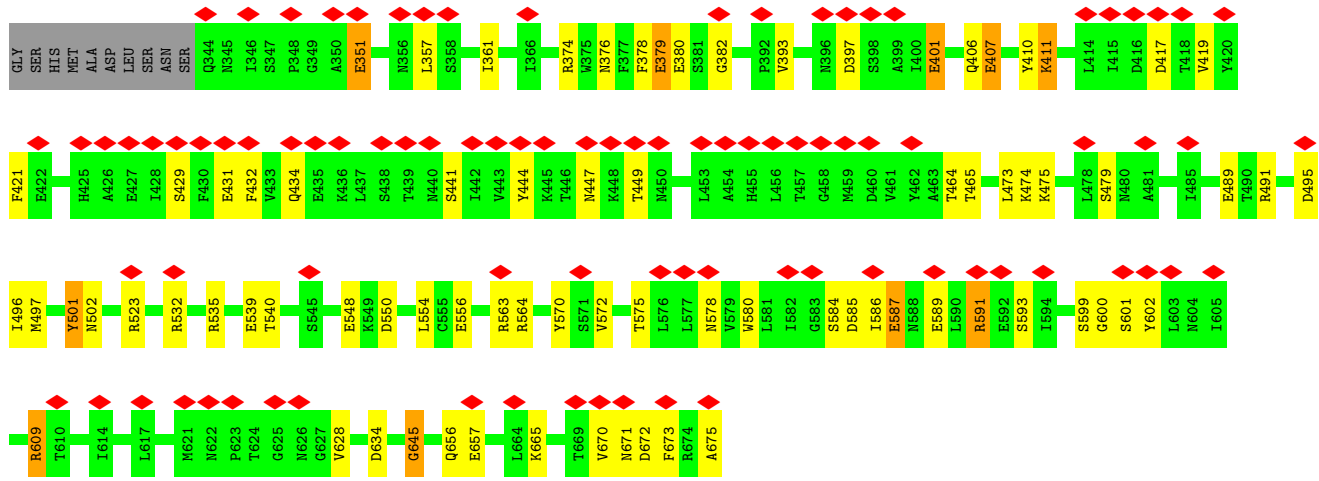 GLY SER HIS MET ALA ASP LEU SER ASN SER Q344 N345 I346 S347 P348 G349 A350 E351 N356 L357 S358 I361 I366 R374 W375 N376 F377 F378 E379 E380 S381 G382 P392 V393 N396 D397 S398 A399 I400 E401 Q406 E407 Y410 K411 L414 I415 D416 D417 T418 V419 Y420
F421 E422 H425 A426 E427 I428 S429 F430 E431 F432 V433 Q434 E435 K436 L437 S438 T439 N440 S441 I442 V443 Y444 K445 T446 N447 K448 T449 N450 L453 A454 H455 L456 T457 G458 M459 D460 V461 Y462 A463 T464 T465 L473 K474 K475 L478 S479 N480 A481 I485 E489 T490 R491 D495
I496 M497 Y501 N502 R523 R532 R535 E539 T540 S545 E548 K549 D550 L554 C555 E556 R563 R564 Y570 S571 V572 T575 L576 L577 N578 V579 W580 L581 I582 G583 S584 D585 I586 E587 N588 E589 L590 R591 E592 S593 I594 S599 G600 S601 Y602 L603 N604 I605
R609 T610 I614 L617 M621 N622 P623 T624 G625 N626 G627 V628 D634 G645 Q656 E657 L664 K665 T669 V670 N671 D672 F673 R674 A675